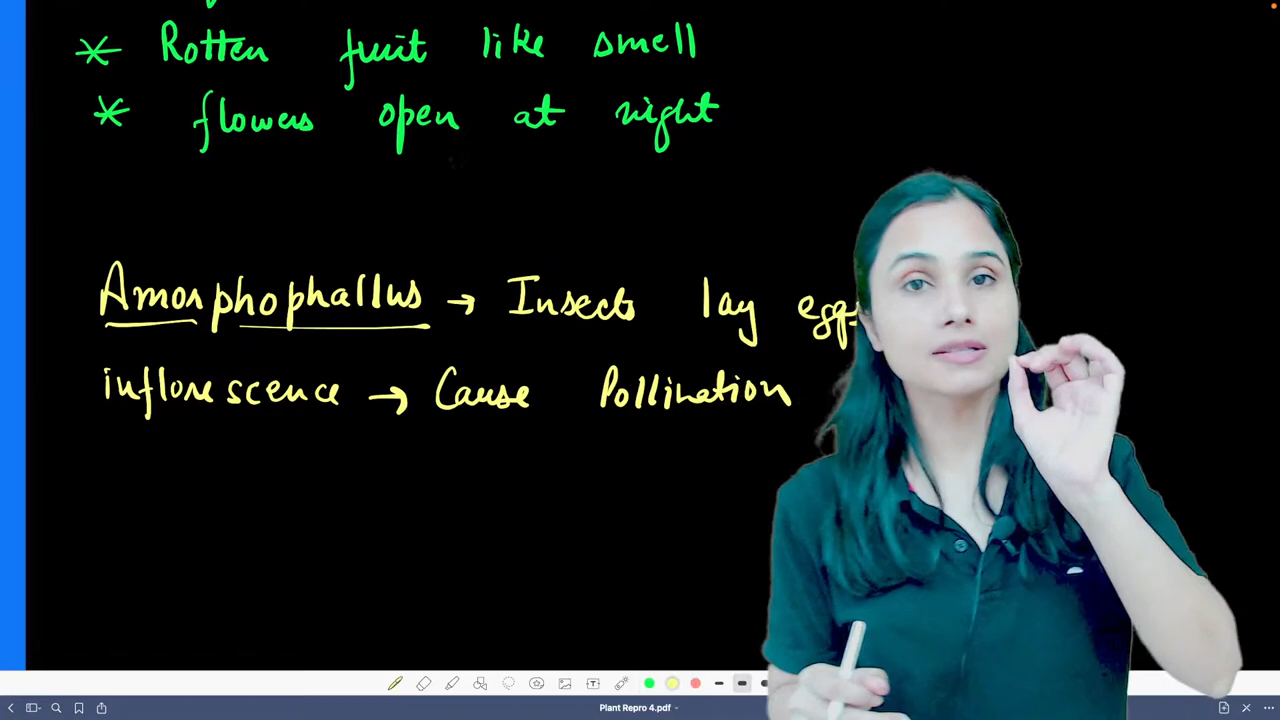 * Rotten fruit like smell
* flowers open at night
Amorphophallus → Insects lay eggs
inflorescence → Cause Pollination
Plant Repro 4.pdf